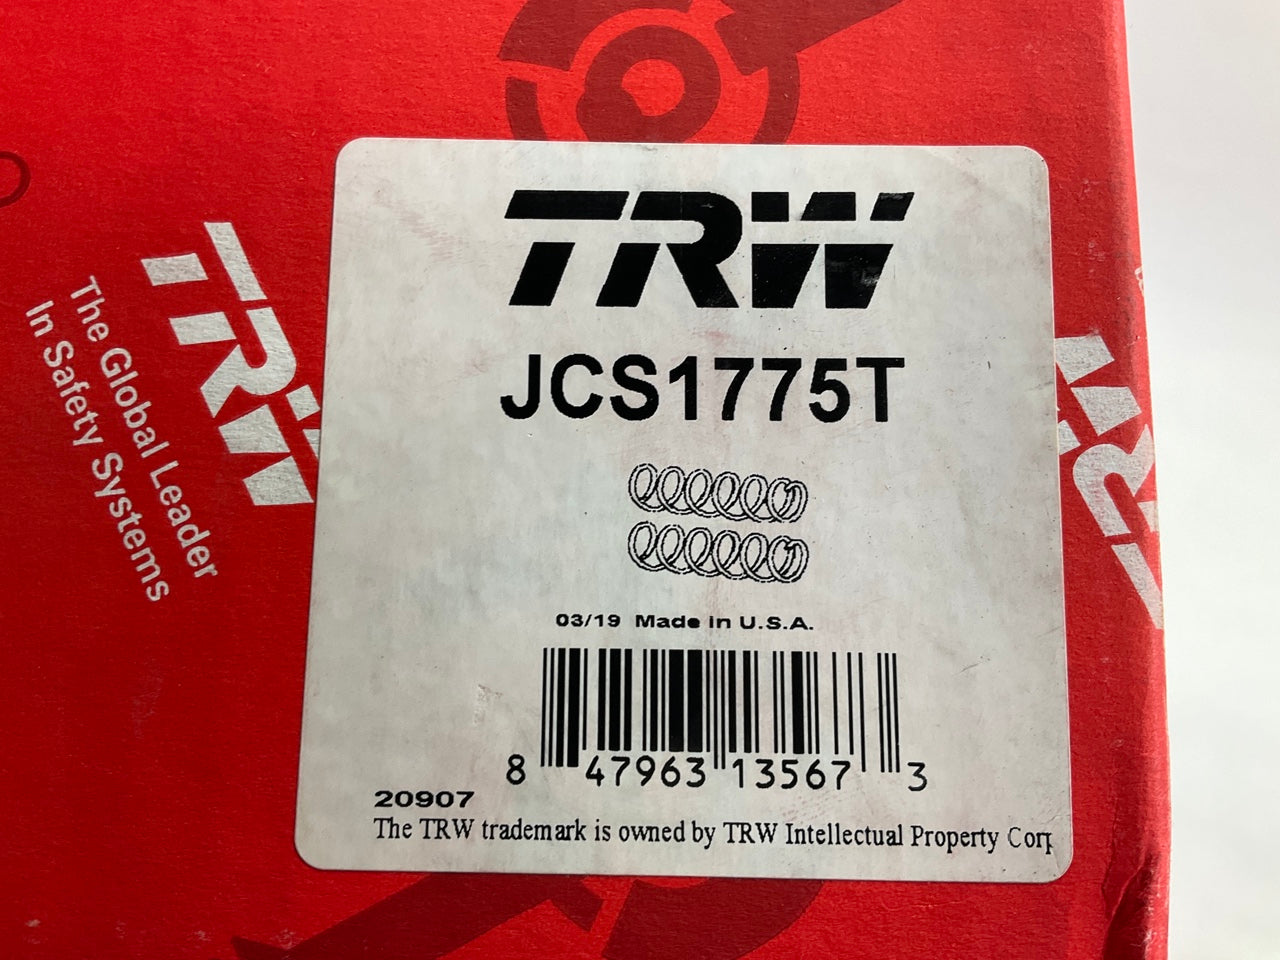 TRW
JCS1775T
03/19 Made in U.S.A.
8 47963 13567 3
20907
The TRW trademark is owned by TRW Intellectual Property Corp
TRW
The Global Leader
In Safety Systems
TRW